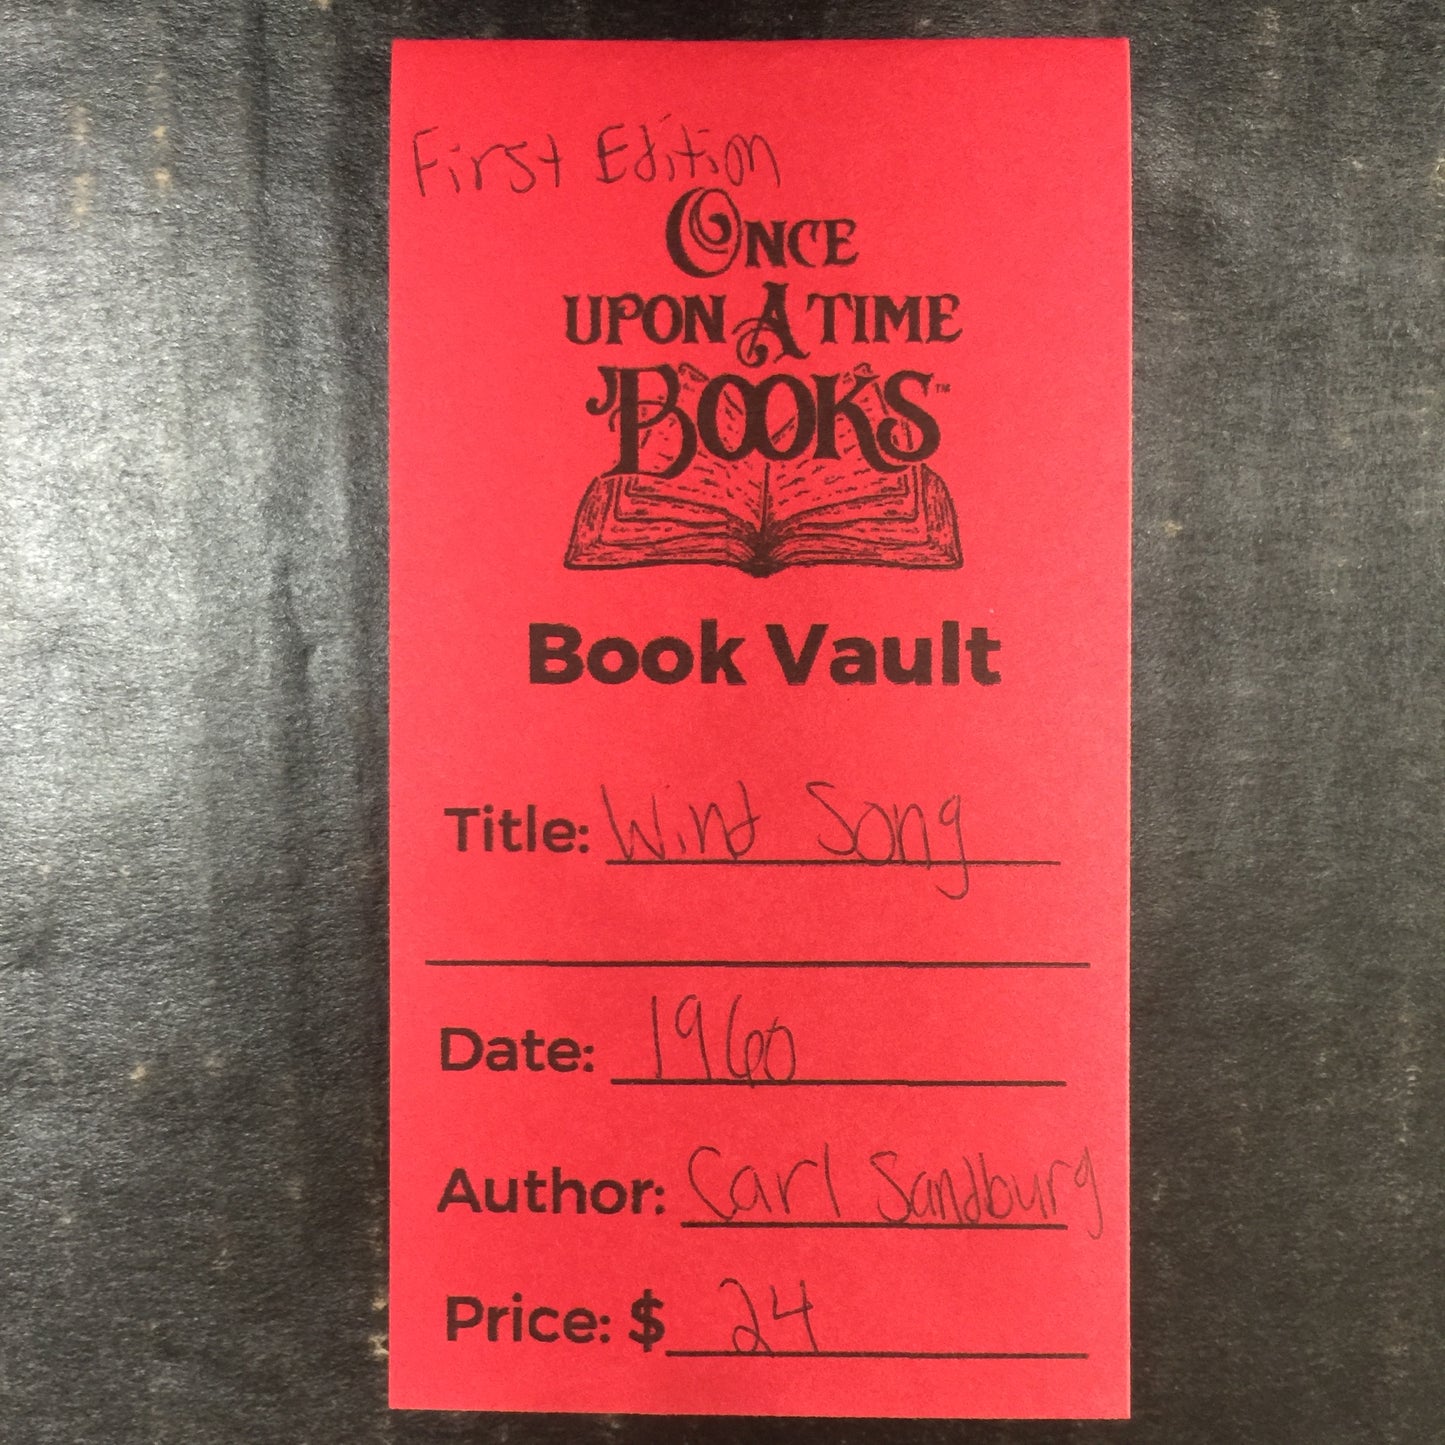 First Edition
ONCE
UPON A TIME
BOOKS™
Book Vault
Title: Wind Song
Date: 1960
Author: Carl Sandburg
Price: $ 24